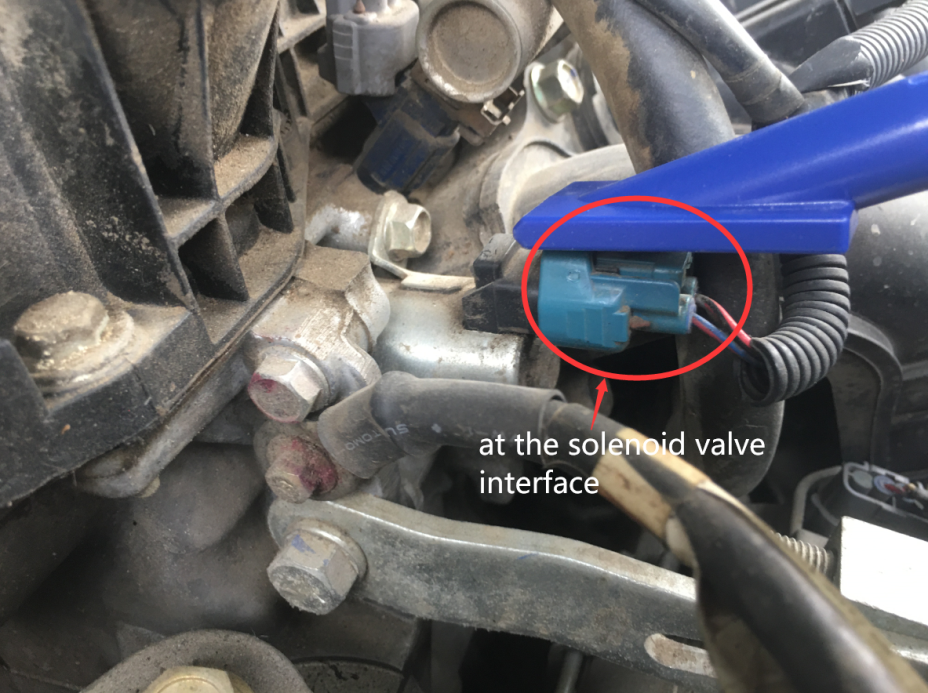 at the solenoid valve
interface